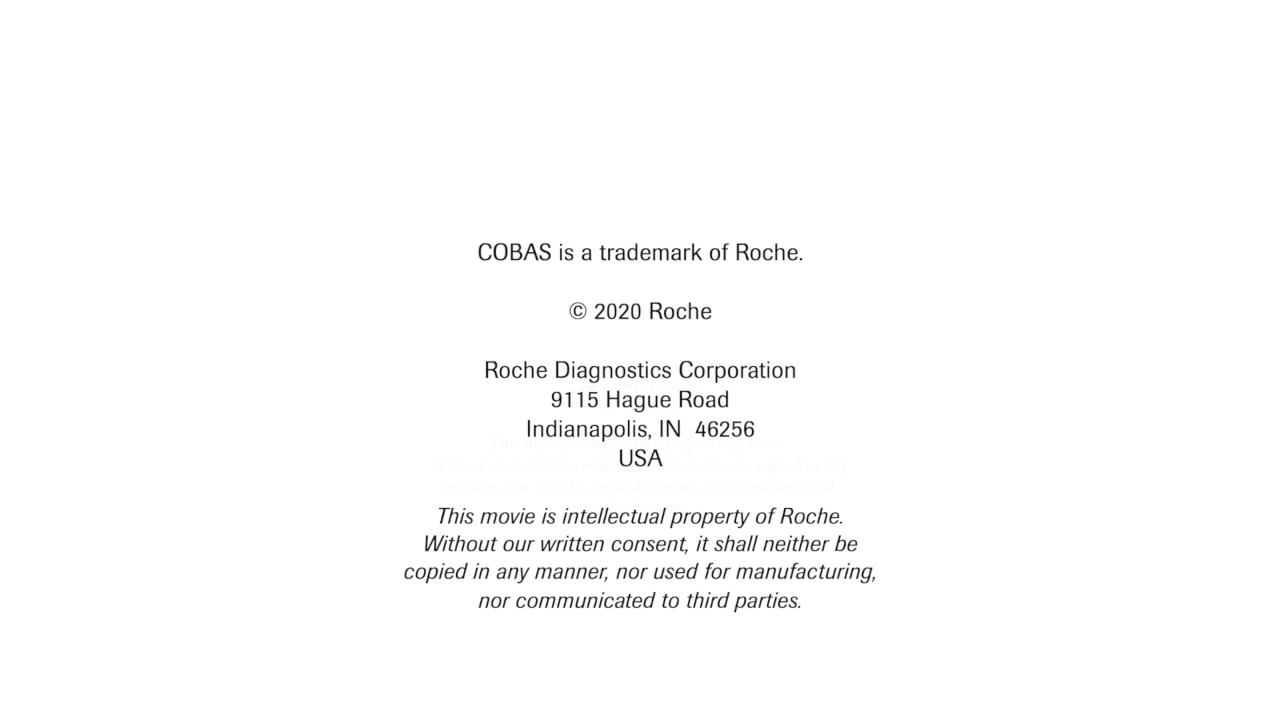 COBAS is a trademark of Roche.
© 2020 Roche
Roche Diagnostics Corporation
9115 Hague Road
Indianapolis, IN 46256
USA
This movie is intellectual property of Roche.
Without our written consent, it shall neither be
copied in any manner, nor used for manufacturing,
nor communicated to third parties.